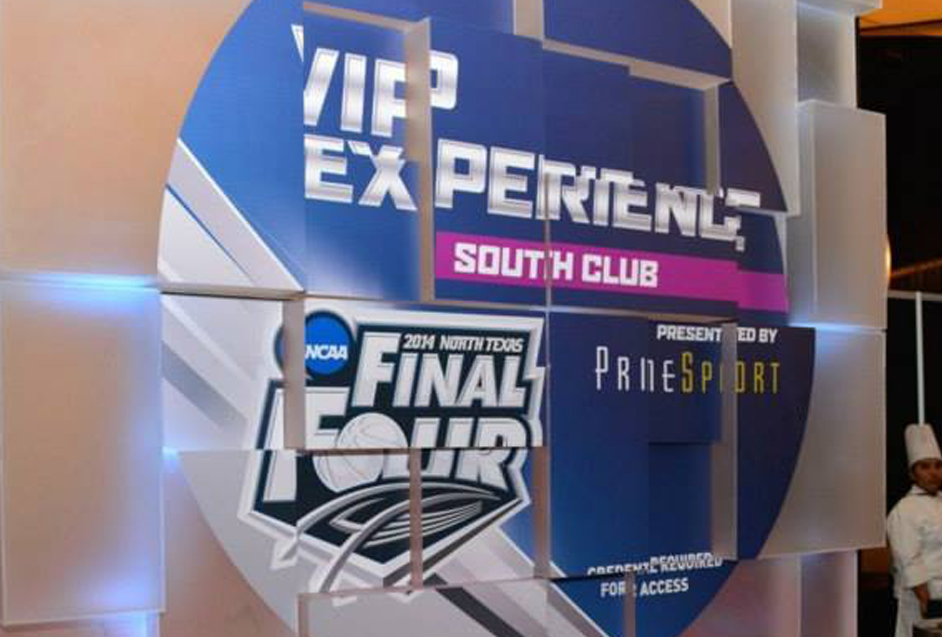 VIP
EXPERIENCE
SOUTH CLUB
NCAA
2014 NORTH TEXAS
FINAL
FOUR
PRESENTED BY
PRIMESPORT
CREDENTIAL REQUIRED
FOR ACCESS